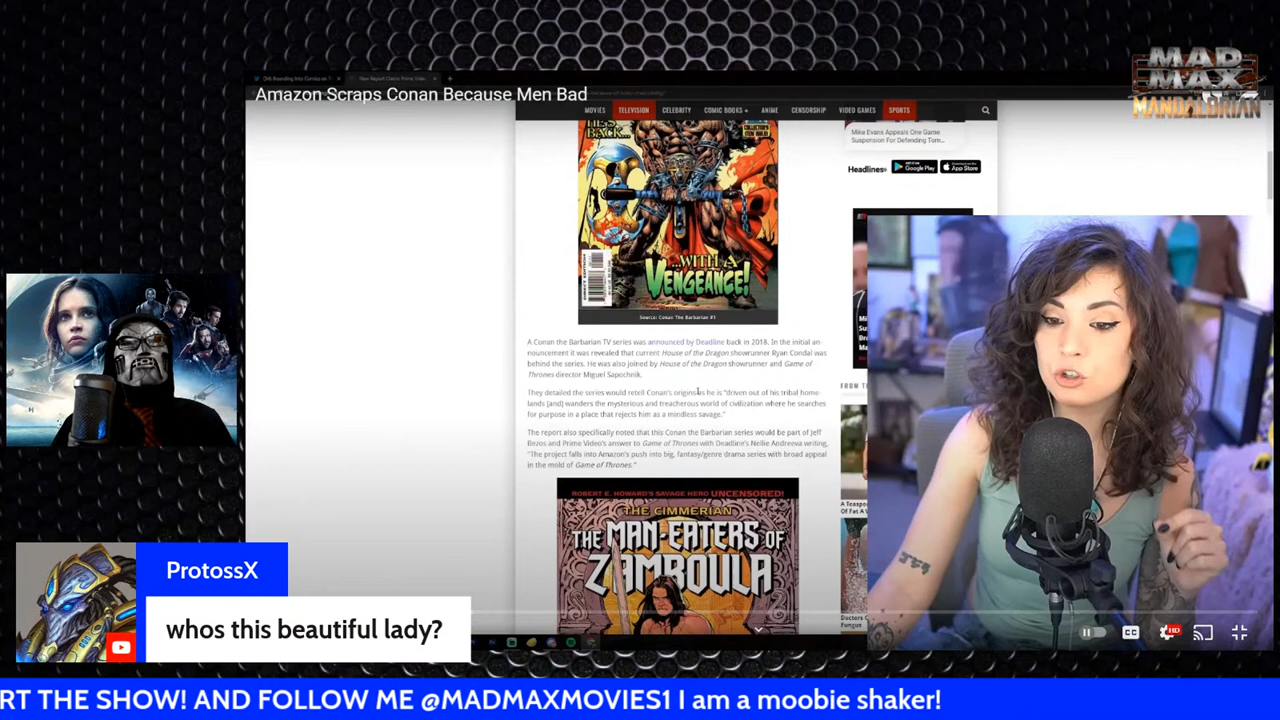 MAD
MAX
MANDALORIAN
Amazon Scraps Conan Because Men Bad
MOVIES TELEVISION CELEBRITY COMIC BOOKS ANIME CENSORSHIP VIDEO GAMES SPORTS
HE'S
BACK...
...WITH A
VENGEANCE!
Source: Conan The Barbarian #1
Mike Evans Appeals One Game
Suspension For Defending Tom...
Headlines
Google Play
App Store
A Conan the Barbarian TV series was announced by Deadline back in 2018. In the initial an-
nouncement it was revealed that current House of the Dragon showrunner Ryan Condal was
behind the series. He was also joined by House of the Dragon showrunner and Game of
Thrones director Miguel Sapochnik.
They detailed the series would retell Conan's origins as he is "driven out of his tribal home-
lands [and] wanders the mysterious and treacherous world of civilization where he searches
for purpose in a place that rejects him as a mindless savage."
The report also specifically noted that this Conan the Barbarian series would be part of Jeff
Bezos and Prime Video's answer to Game of Thrones with Deadline's Nellie Andreeva writing,
"The project falls into Amazon's push into big, fantasy/genre drama series with broad appeal
in the mold of Game of Thrones."
ROBERT E. HOWARD'S SAVAGE HERO UNCENSORED!
THE CIMMERIAN
THE MAN-EATERS OF
ZAMBOULA
ProtossX
whos this beautiful lady?
CC
HD
RT THE SHOW! AND FOLLOW ME @MADMAXMOVIES1 I am a moobie shaker!